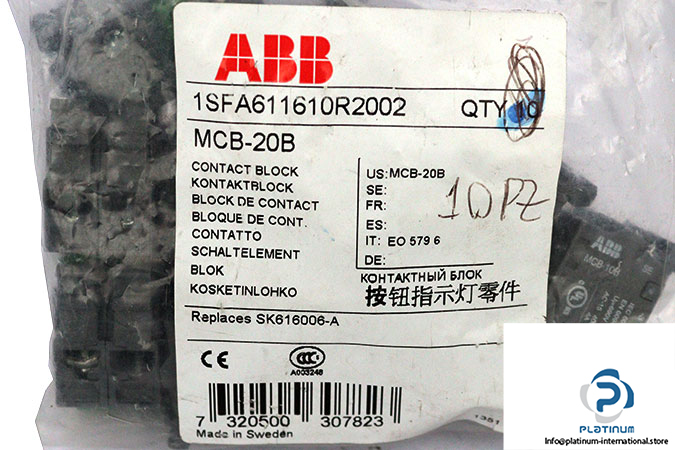 ABB
1SFA611610R2002 QTY 10
MCB-20B
CONTACT BLOCK
KONTAKTBLOCK
BLOCK DE CONTACT
BLOQUE DE CONT.
CONTATTO
SCHALTELEMENT
BLOK
KOSKETINLOHKO
US: MCB-20B
SE:
FR:
ES:
IT: EO 579 6
DE:
10 PZ
КОНТАКТНЫЙ БЛОК
按钮指示灯零件
Replaces SK616006-A
CE CCC
A003248
7 320500 307823
Made in Sweden
1381
ABB
MCB-10B
PLATINUM
info@platinum-international.store